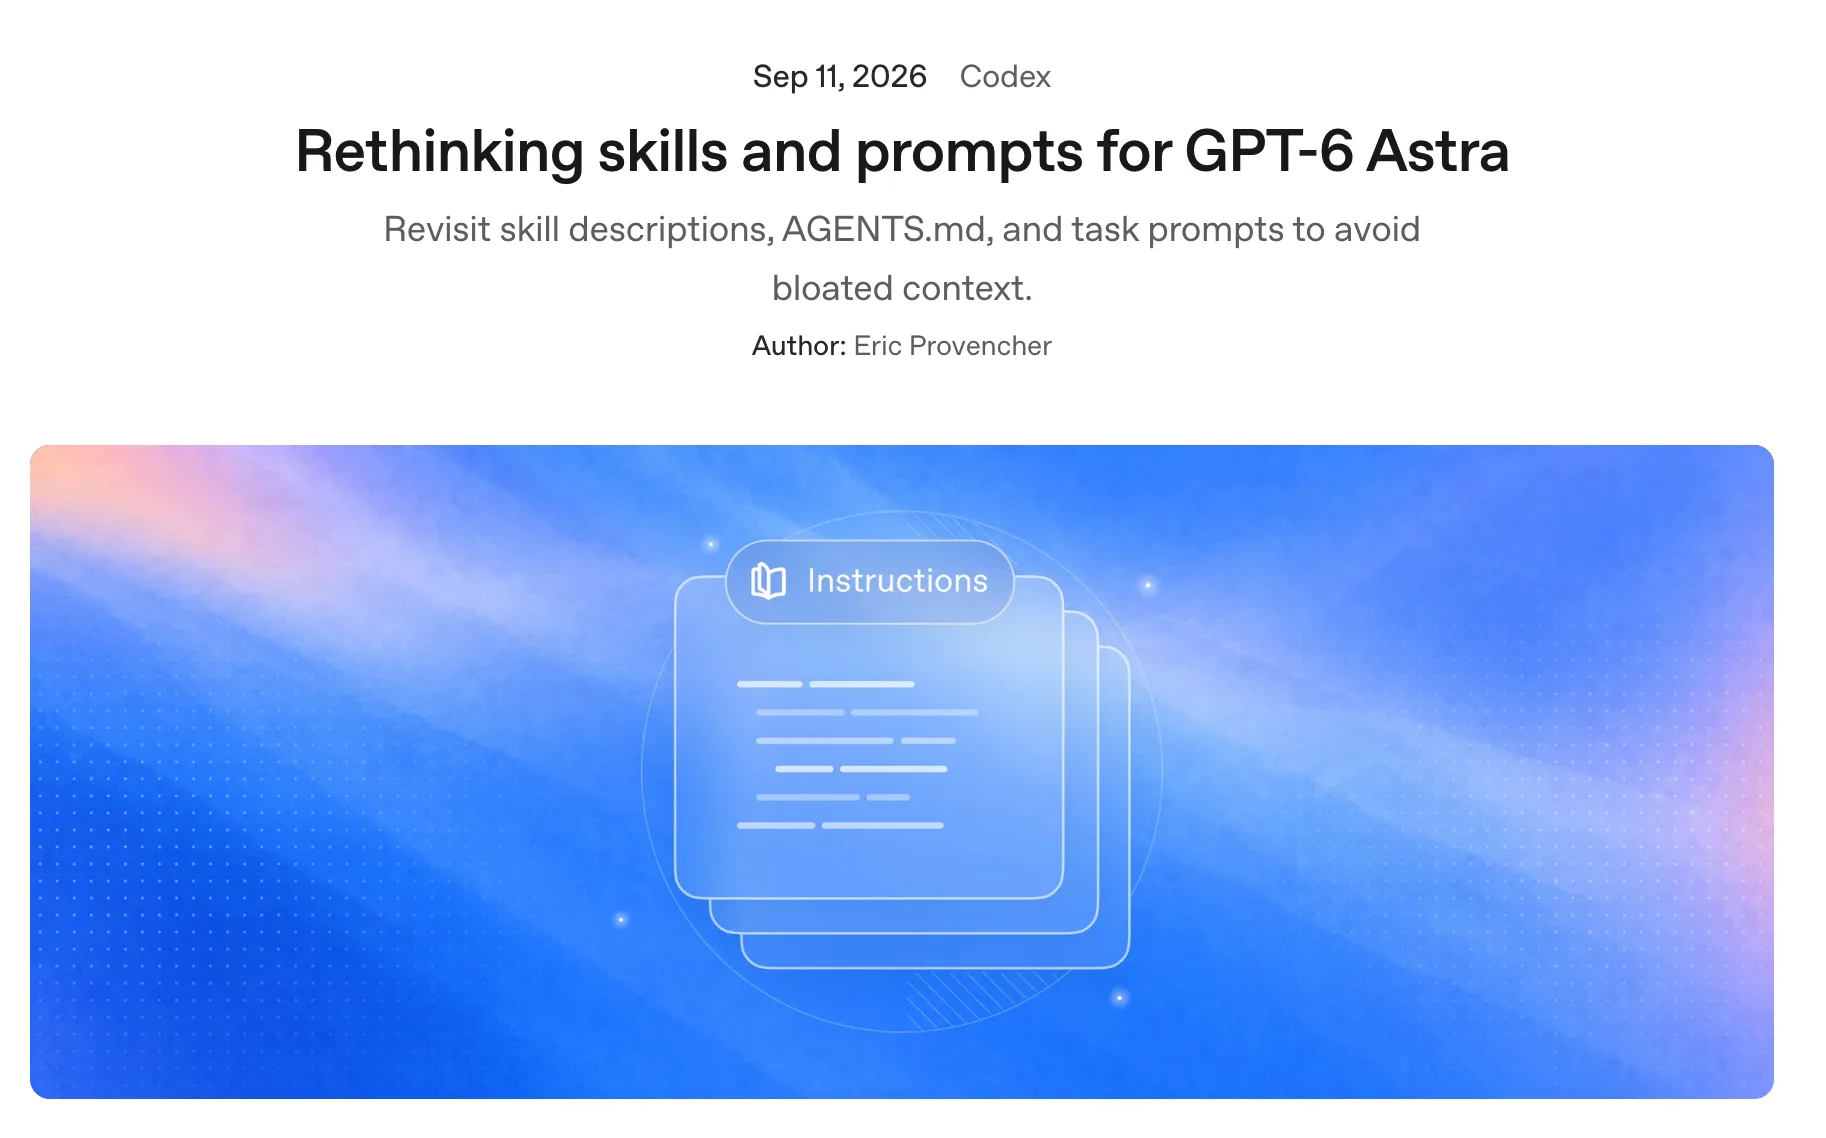 Sep 11, 2026 Codex
Rethinking skills and prompts for GPT-6 Astra
Revisit skill descriptions, AGENTS.md, and task prompts to avoid
bloated context.
Author: Eric Provencher
Instructions